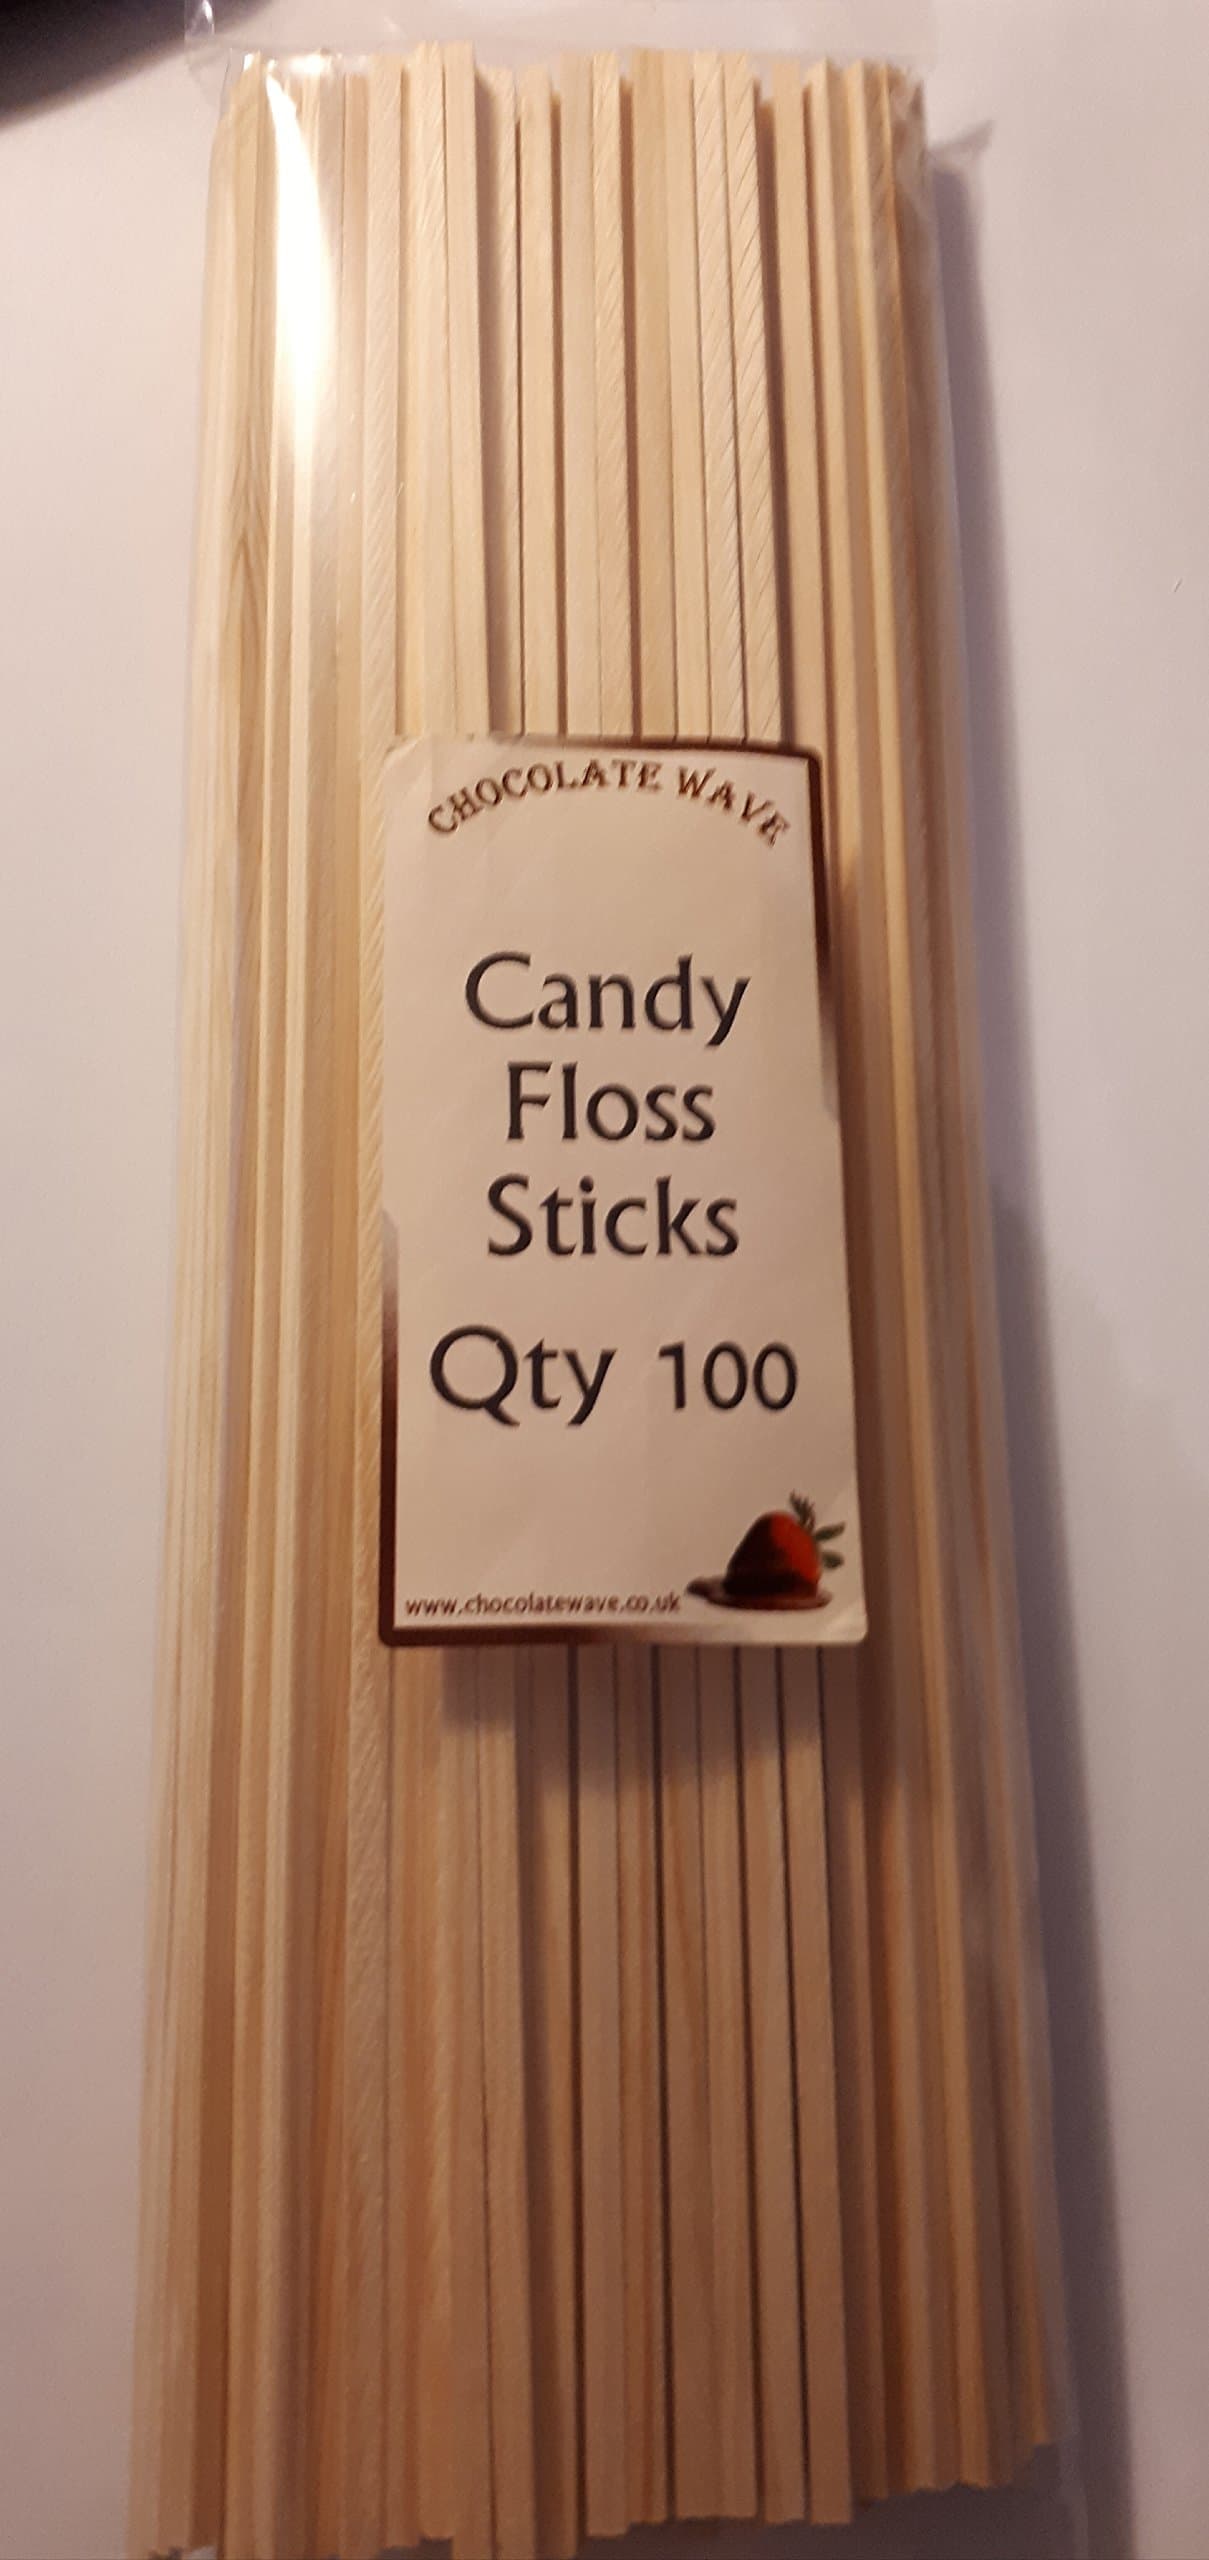 CHOCOLATE WAVE
Candy
Floss
Sticks
Qty 100
www.chocolatewave.co.uk